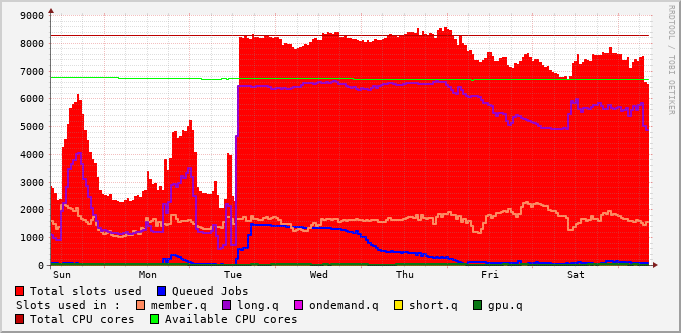 RRDTOOL / TOBI OETIKER
9000
8000
7000
6000
5000
4000
3000
2000
1000
0
Sun Mon Tue Wed Thu Fri Sat
Total slots used Queued Jobs
Slots used in : member.q long.q ondemand.q short.q gpu.q
Total CPU cores Available CPU cores